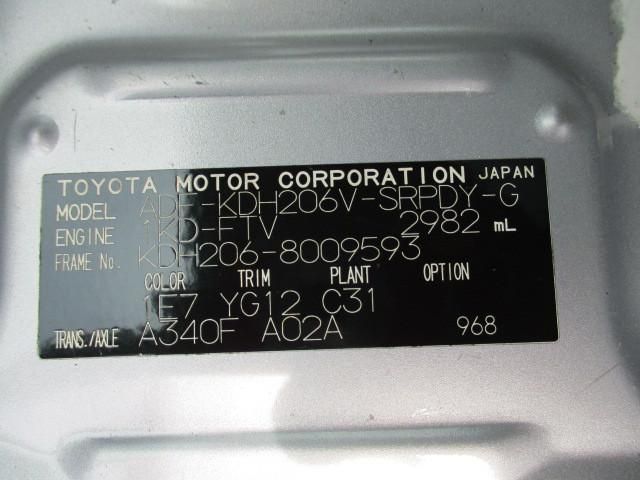 TOYOTA MOTOR CORPORATION JAPAN
MODEL ADF-KDH206V-SRPDY-G
ENGINE 1KD-FTV 2982 mL
FRAME No. KDH206-8009593
COLOR TRIM PLANT OPTION
1E7 YG12 C31
TRANS./AXLE A340F A02A 968